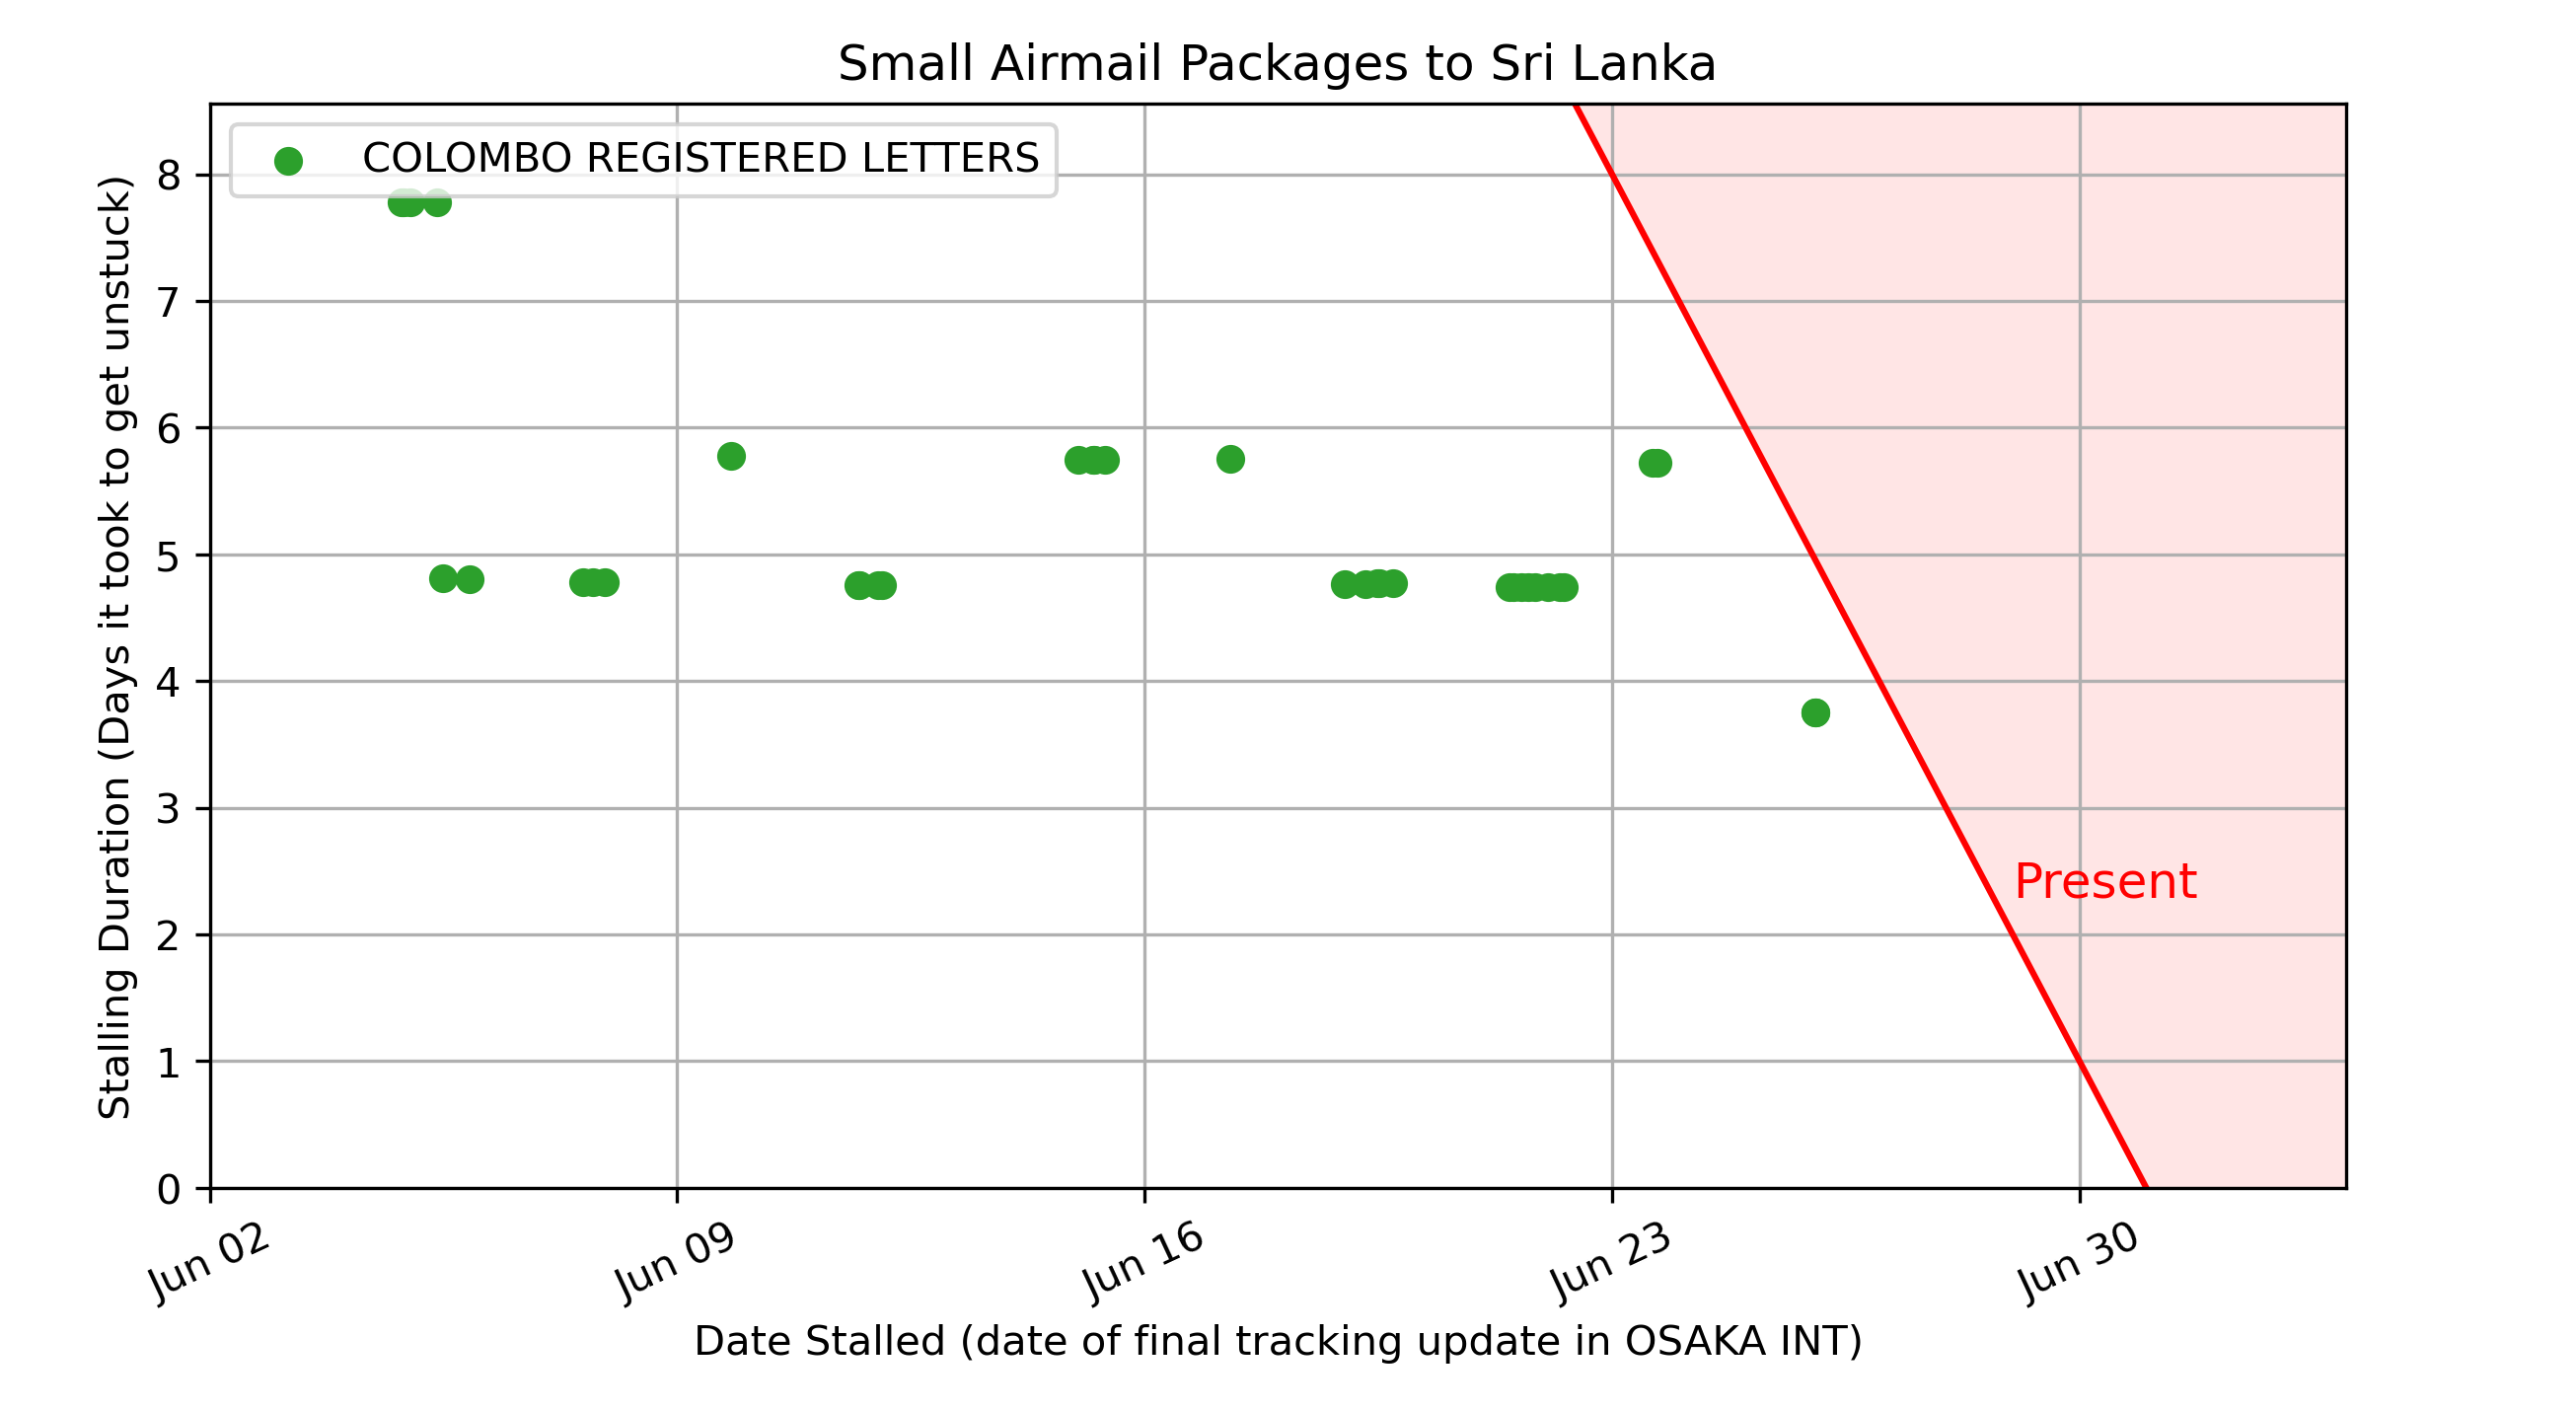 Small Airmail Packages to Sri Lanka
COLOMBO REGISTERED LETTERS
Stalling Duration (Days it took to get unstuck)
8
7
6
5
4
3
2
1
0
Present
Jun 02
Jun 09
Jun 16
Jun 23
Jun 30
Date Stalled (date of final tracking update in OSAKA INT)